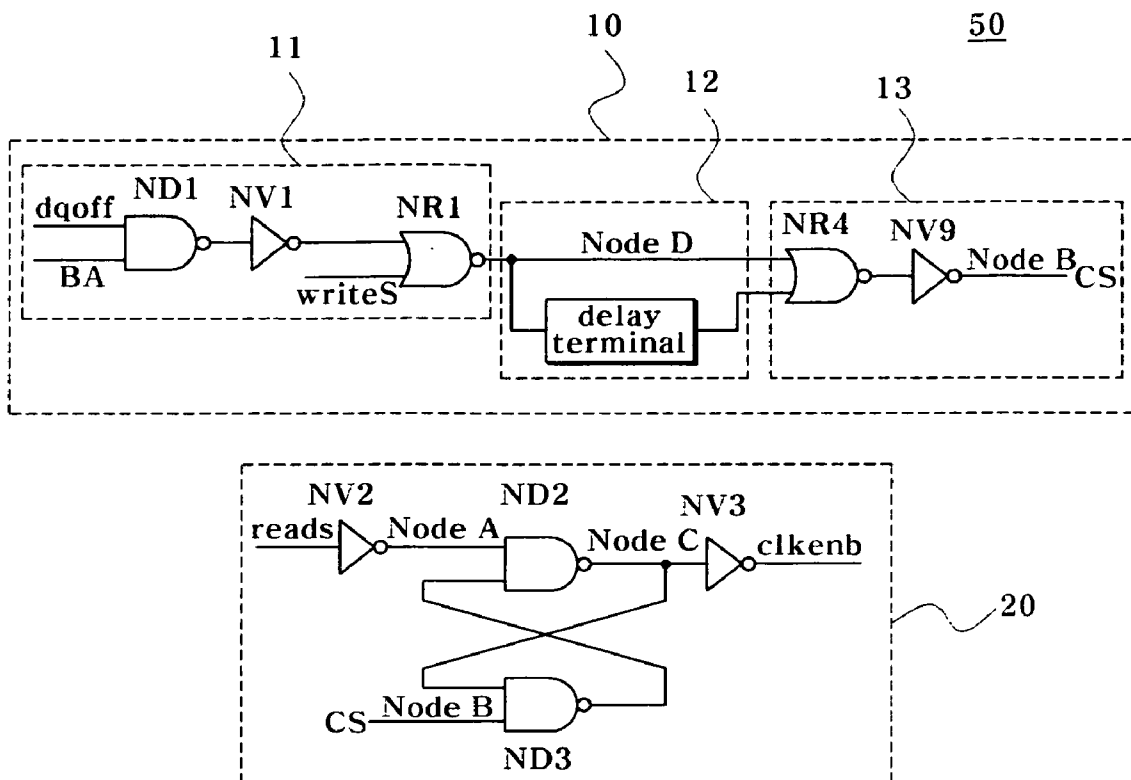 50
10
11
12
13
ND1
NV1
NR1
NR4
NV9
dqoff
BA
writeS
Node D
Node B
CS
delay
terminal
NV2
ND2
NV3
reads
Node A
Node C
clkenb
20
CS
Node B
ND3